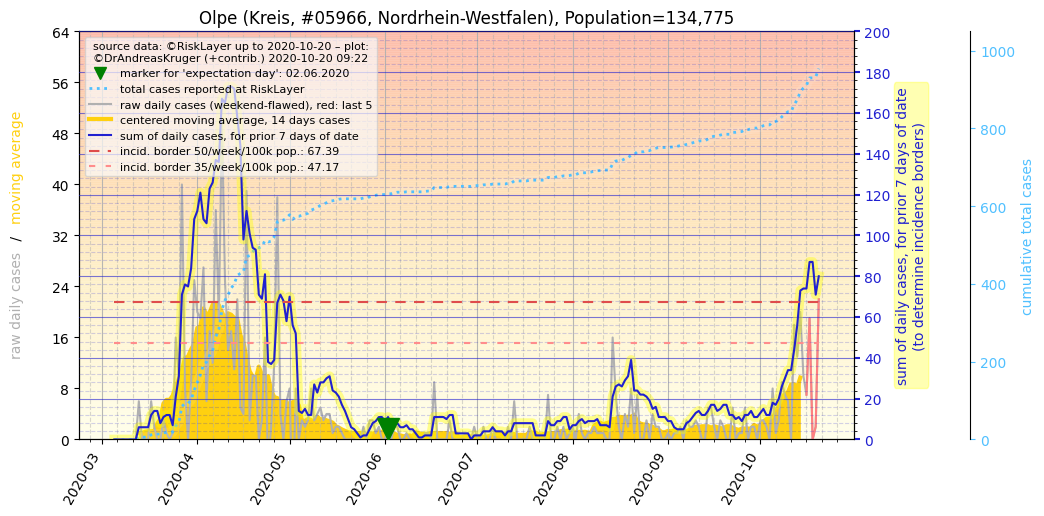 Olpe (Kreis, #05966, Nordrhein-Westfalen), Population=134,775
source data: ©RiskLayer up to 2020-10-20 – plot:
©DrAndreasKruger (+contrib.) 2020-10-20 09:22
marker for 'expectation day': 02.06.2020
total cases reported at RiskLayer
raw daily cases (weekend-flawed), red: last 5
centered moving average, 14 days cases
sum of daily cases, for prior 7 days of date
incid. border 50/week/100k pop.: 67.39
incid. border 35/week/100k pop.: 47.17
raw daily cases / moving average
64
56
48
40
32
24
16
8
0
2020-03
2020-04
2020-05
2020-06
2020-07
2020-08
2020-09
2020-10
200
180
160
140
120
100
80
60
40
20
0
sum of daily cases, for prior 7 days of date
(to determine incidence borders)
1000
800
600
400
200
0
cumulative total cases